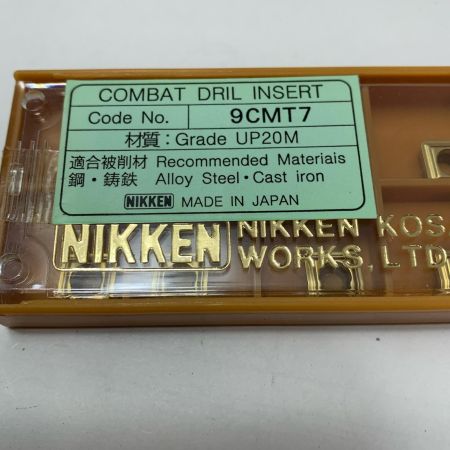 COMBAT DRIL INSERT
Code No. 9CMT7
材質:Grade UP20M
適合被削材 Recommended Materiais
鋼・鋳鉄 Alloy Steel・Cast iron
NIKKEN MADE IN JAPAN
NIKKEN NIKKEN KOS
WORKS, LTD